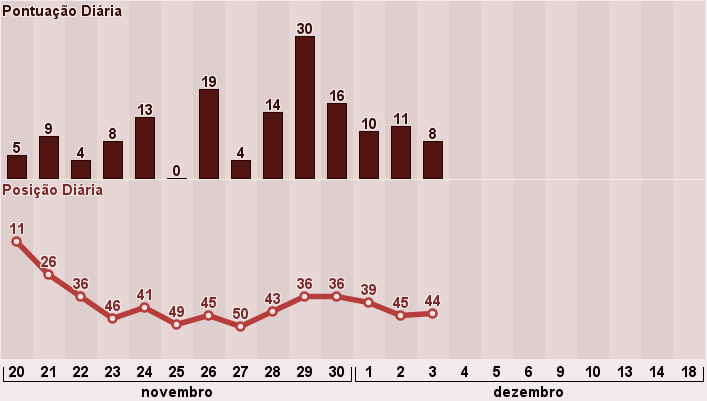 Pontuação Diária
5 9 4 8 13 0 19 4 14 30 16 10 11 8
Posição Diária
11 26 36 46 41 49 45 50 43 36 36 39 45 44
20 21 22 23 24 25 26 27 28 29 30 1 2 3 4 5 6 9 10 13 14 18
novembro dezembro